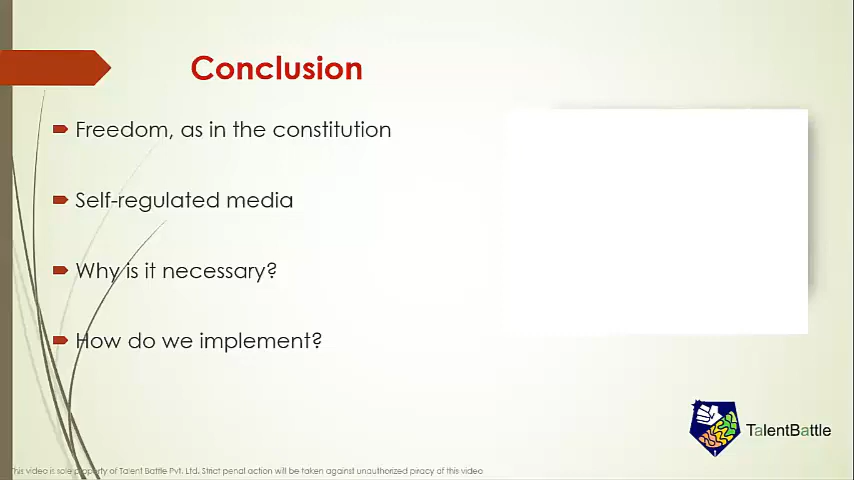 Conclusion
Freedom, as in the constitution
Self-regulated media
Why is it necessary?
How do we implement?
TalentBattle
This video is sole property of Talent Battle Pvt. Ltd. Strict penal action will be taken against unauthorized piracy of this video